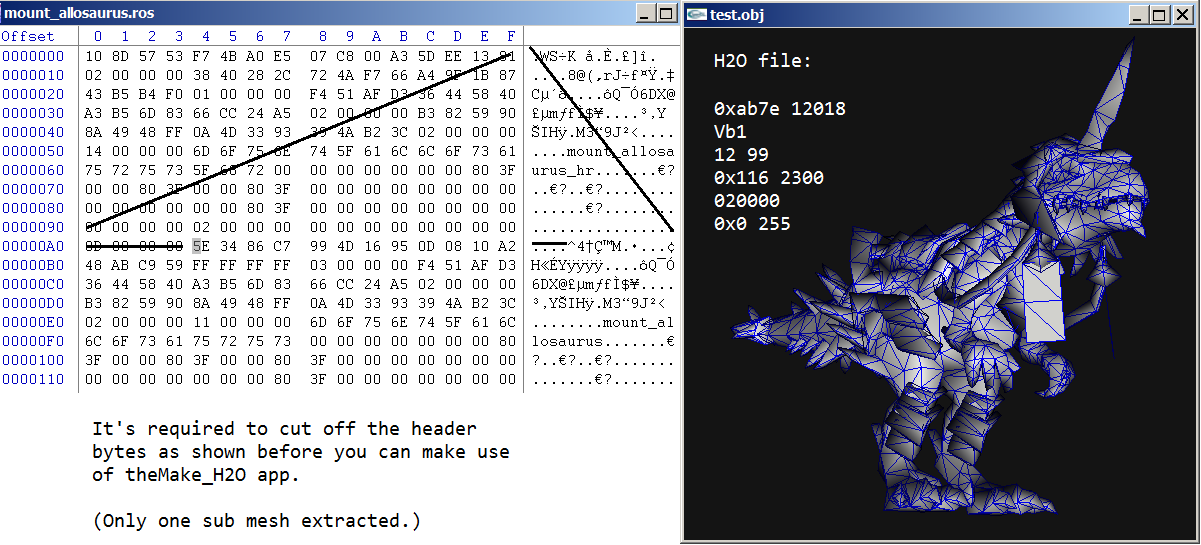 mount_allosaurus.ros
Offset 0 1 2 3 4 5 6 7 8 9 A B C D E F
0000000 10 8D 57 53 F7 4B A0 E5 07 C8 00 A3 5D EE 13 81 .WS÷K å.È.£]î.
0000010 02 00 00 00 38 40 28 2C 72 4A F7 66 A4 9F 1B 87 ....8@(,rJ÷f¤Ÿ.‡
0000020 43 B5 B4 F0 01 00 00 00 F4 51 AF D3 36 44 58 40 Cµ´ð....ôQ¯Ó6DX@
0000030 A3 B5 6D 83 66 CC 24 A5 02 00 00 00 B3 82 59 90 £µmƒfÌ$¥....³‚Y
0000040 8A 49 48 FF 0A 4D 33 93 39 4A B2 3C 02 00 00 00 ŠIHÿ.M3“9J²<....
0000050 14 00 00 00 6D 6F 75 6E 74 5F 61 6C 6C 6F 73 61 ....mount_allosa
0000060 75 72 75 73 5F 68 72 00 00 00 00 00 00 00 80 3F urus_hr.......€?
0000070 00 00 80 3F 00 00 80 3F 00 00 00 00 00 00 00 00 ..€?..€?........
0000080 00 00 00 00 00 00 80 3F 00 00 00 00 00 00 00 00 ......€?........
0000090 00 00 00 00 02 00 00 00 00 00 00 00 00 00 00 00 ................
00000A0 8D 00 00 00 5E 34 86 C7 99 4D 16 95 0D 08 10 A2 ....^4†Ç™M.•...¢
00000B0 48 AB C9 59 FF FF FF FF 03 00 00 00 F4 51 AF D3 H«ÉYÿÿÿÿ....ôQ¯Ó
00000C0 36 44 58 40 A3 B5 6D 83 66 CC 24 A5 02 00 00 00 6DX@£µmƒfÌ$¥....
00000D0 B3 82 59 90 8A 49 48 FF 0A 4D 33 93 39 4A B2 3C ³‚YŠIHÿ.M3“9J²<
00000E0 02 00 00 00 11 00 00 00 6D 6F 75 6E 74 5F 61 6C ........mount_al
00000F0 6C 6F 73 61 75 72 75 73 00 00 00 00 00 00 00 80 losaurus.......€
0000100 3F 00 00 80 3F 00 00 80 3F 00 00 00 00 00 00 00 ?..€?..€?.......
0000110 00 00 00 00 00 00 00 80 3F 00 00 00 00 00 00 00 .......€?.......
It's required to cut off the header
bytes as shown before you can make use
of theMake_H2O app.
(Only one sub mesh extracted.)
test.obj
H2O file:
0xab7e 12018
Vb1
12 99
0x116 2300
020000
0x0 255